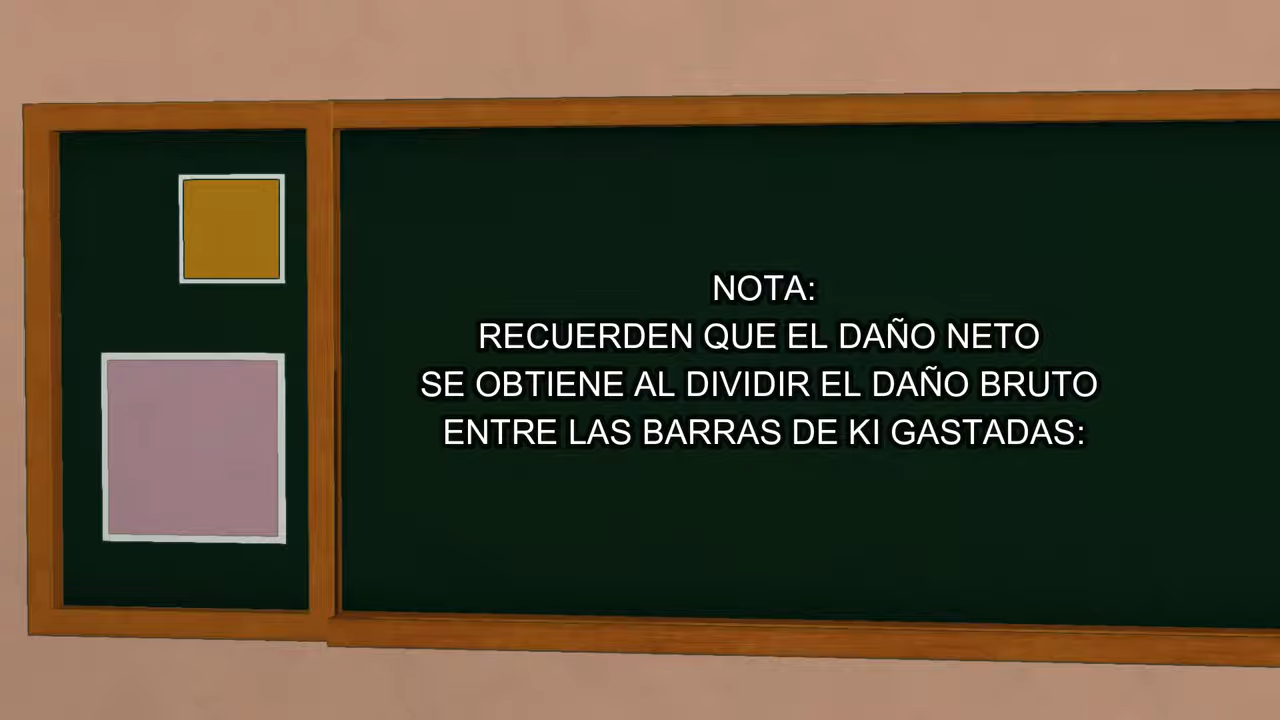 NOTA:
RECUERDEN QUE EL DAÑO NETO
SE OBTIENE AL DIVIDIR EL DAÑO BRUTO
ENTRE LAS BARRAS DE KI GASTADAS: